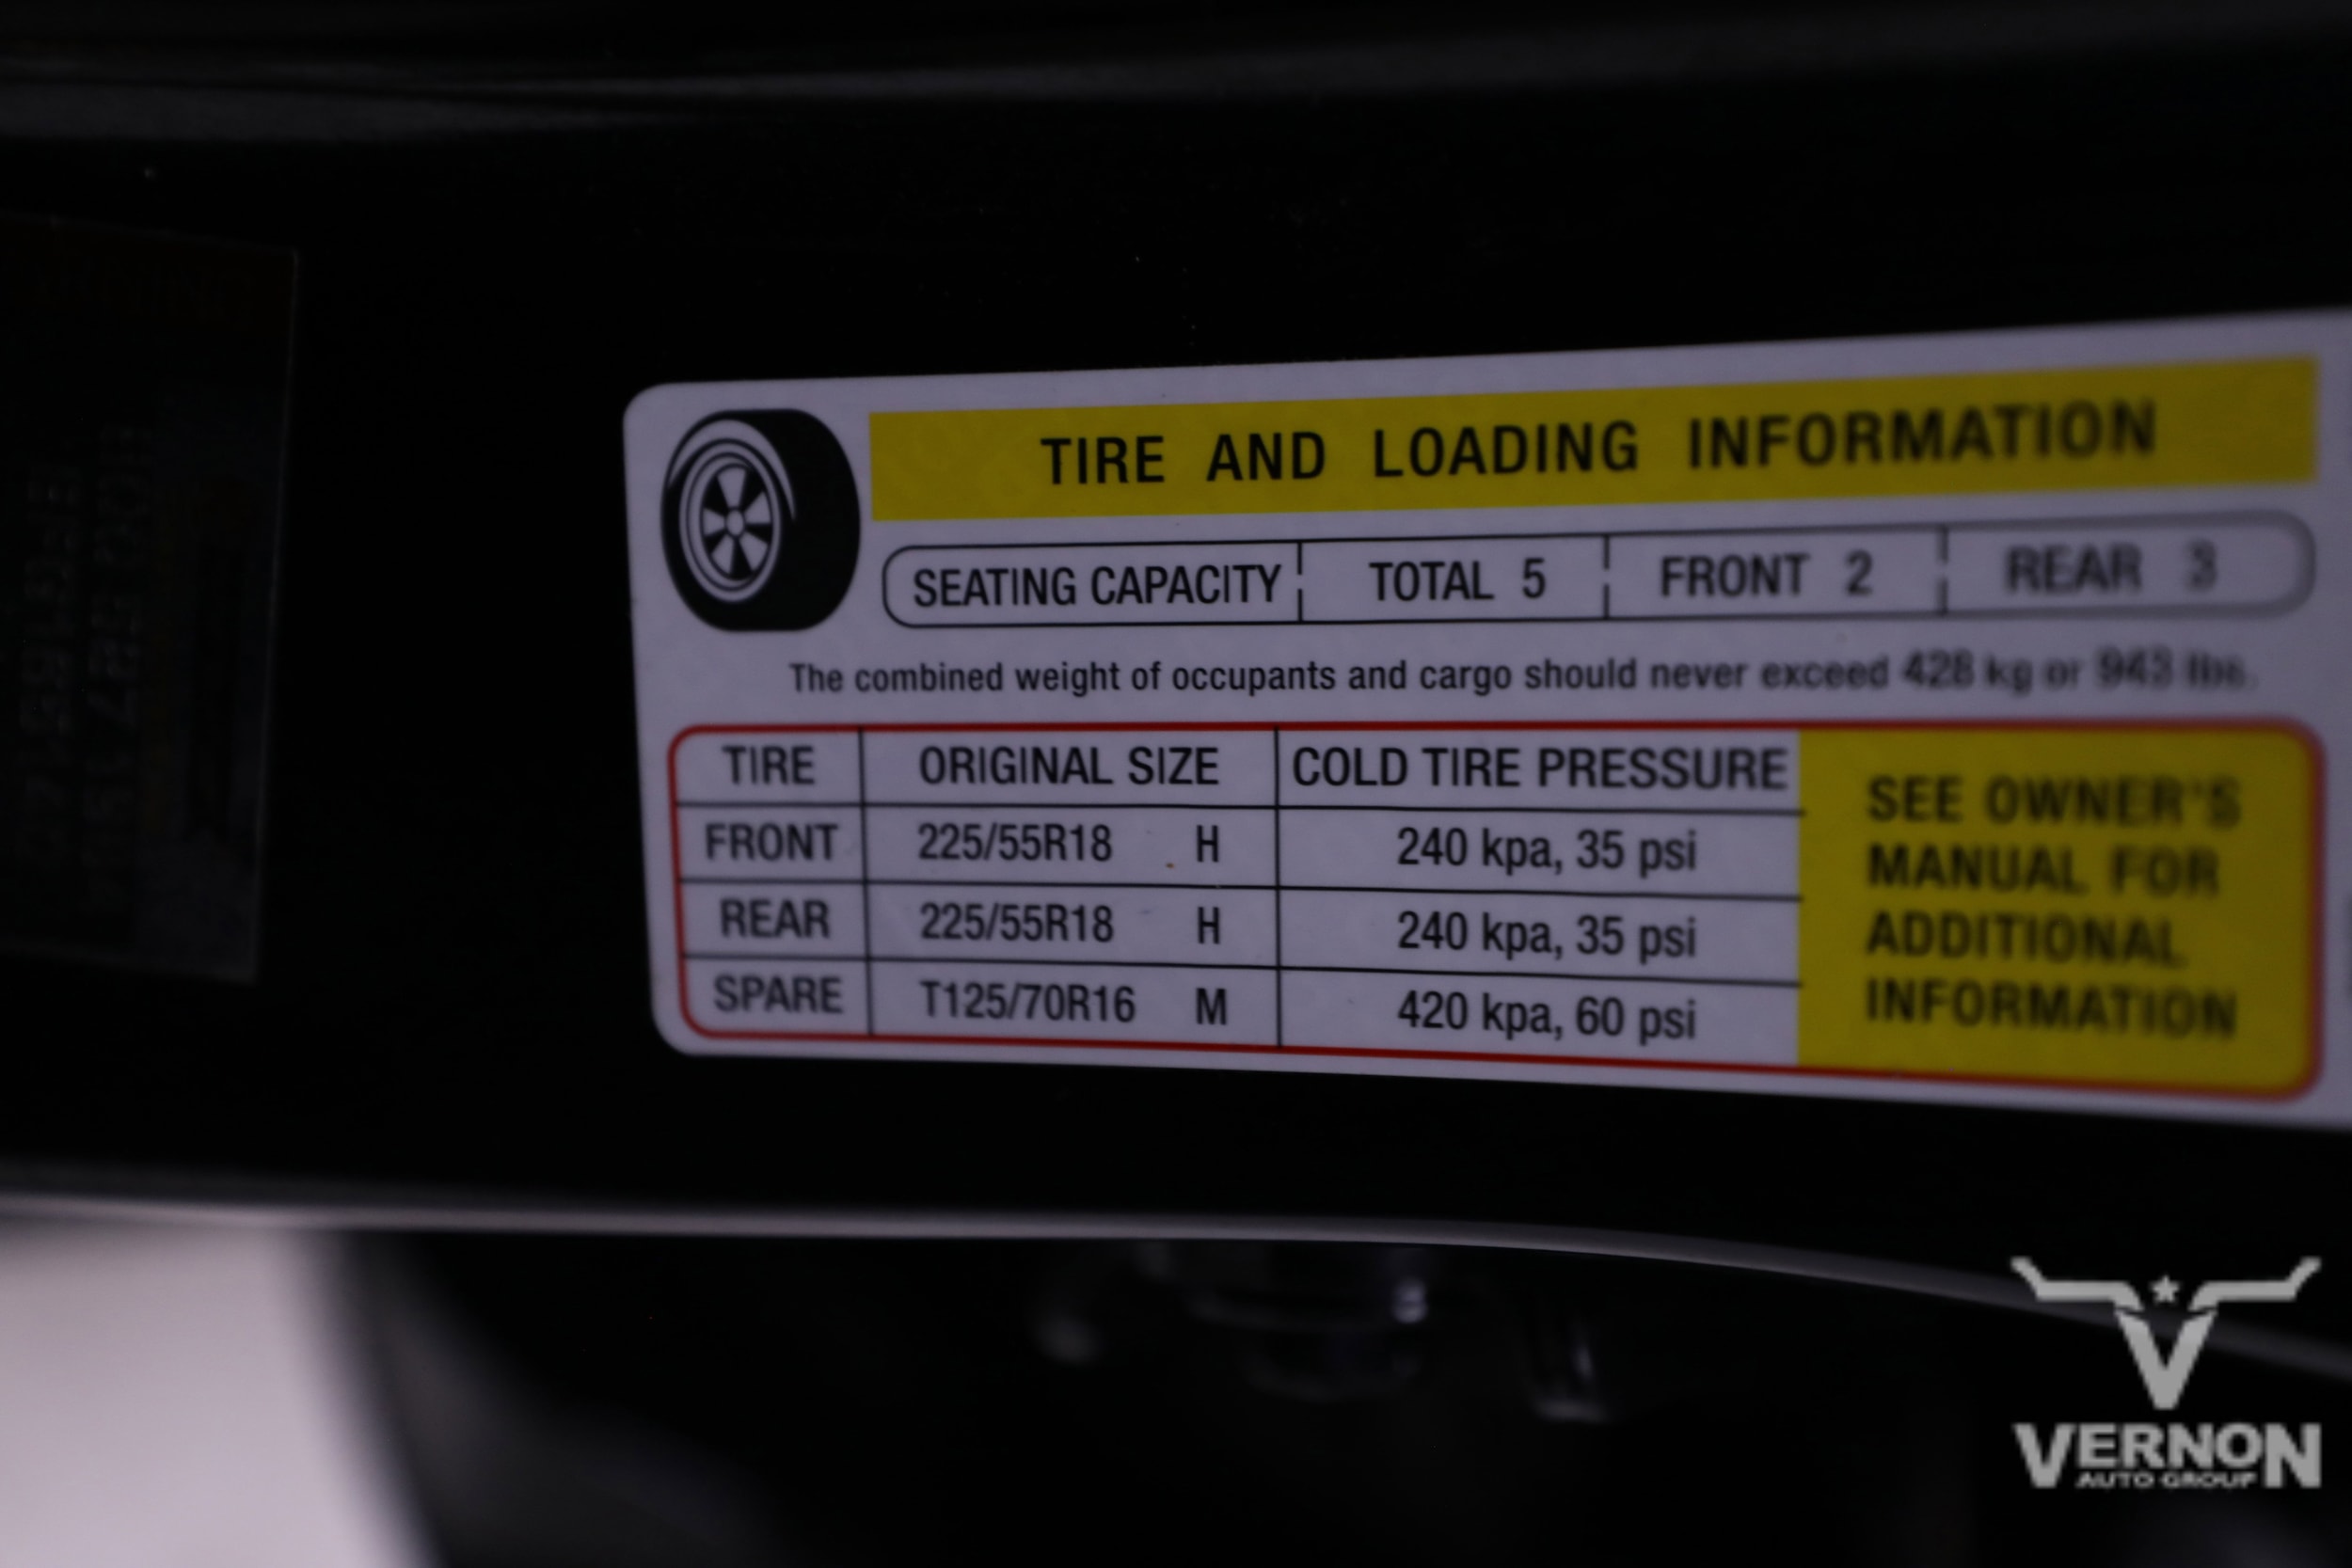 TIRE AND LOADING INFORMATION
SEATING CAPACITY TOTAL 5 FRONT 2 REAR 3
The combined weight of occupants and cargo should never exceed 428 kg or 943 lbs.
TIRE ORIGINAL SIZE COLD TIRE PRESSURE
FRONT 225/55R18 H 240 kpa, 35 psi
REAR 225/55R18 H 240 kpa, 35 psi
SPARE T125/70R16 M 420 kpa, 60 psi
SEE OWNER'S
MANUAL FOR
ADDITIONAL
INFORMATION
VERNON
AUTO GROUP